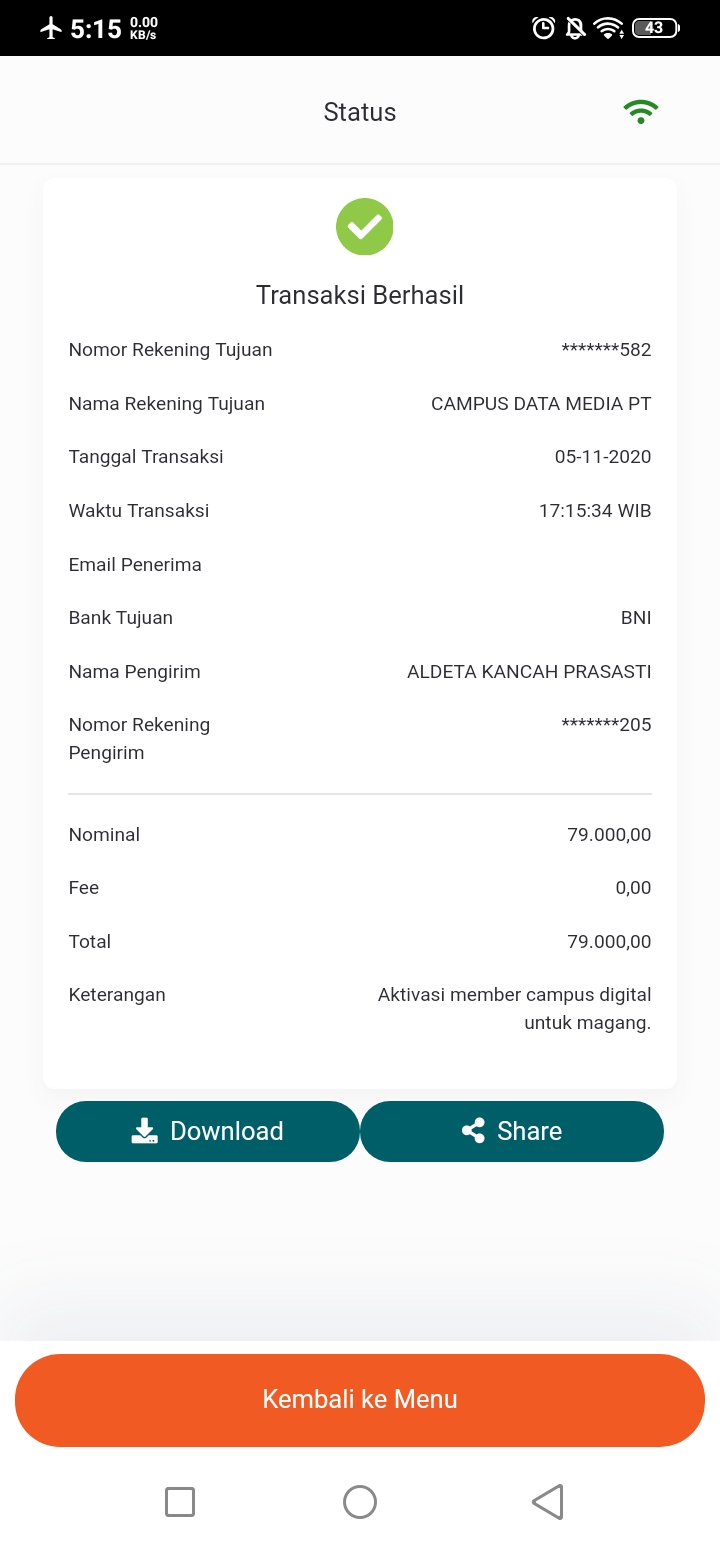 5:15 0.00 KB/s 43
Status
Transaksi Berhasil
Nomor Rekening Tujuan *******582
Nama Rekening Tujuan CAMPUS DATA MEDIA PT
Tanggal Transaksi 05-11-2020
Waktu Transaksi 17:15:34 WIB
Email Penerima
Bank Tujuan BNI
Nama Pengirim ALDETA KANCAH PRASASTI
Nomor Rekening *******205
Pengirim
Nominal 79.000,00
Fee 0,00
Total 79.000,00
Keterangan Aktivasi member campus digital
untuk magang.
Download Share
Kembali ke Menu